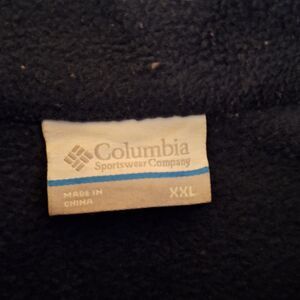 Columbia
Sportswear Company
MADE IN
CHINA
XXL